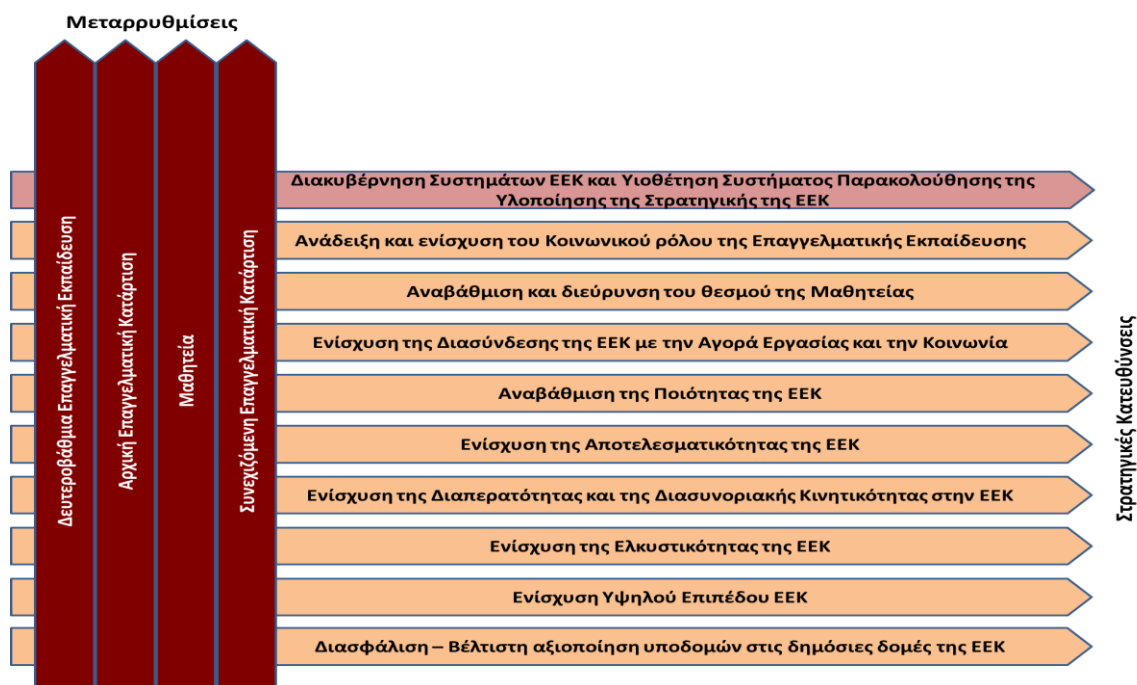 Μεταρρυθμίσεις
Δευτεροβάθμια Επαγγελματική Εκπαίδευση
Αρχική Επαγγελματική Κατάρτιση
Μαθητεία
Συνεχιζόμενη Επαγγελματική Κατάρτιση
Διακυβέρνηση Συστημάτων ΕΕΚ και Υιοθέτηση Συστήματος Παρακολούθησης της
Υλοποίησης της Στρατηγικής της ΕΕΚ
Ανάδειξη και ενίσχυση του Κοινωνικού ρόλου της Επαγγελματικής Εκπαίδευσης
Αναβάθμιση και διεύρυνση του θεσμού της Μαθητείας
Ενίσχυση της Διασύνδεσης της ΕΕΚ με την Αγορά Εργασίας και την Κοινωνία
Αναβάθμιση της Ποιότητας της ΕΕΚ
Ενίσχυση της Αποτελεσματικότητας της ΕΕΚ
Ενίσχυση της Διαπερατότητας και της Διασυνοριακής Κινητικότητας στην ΕΕΚ
Ενίσχυση της Ελκυστικότητας της ΕΕΚ
Ενίσχυση Υψηλού Επιπέδου ΕΕΚ
Διασφάλιση – Βέλτιστη αξιοποίηση υποδομών στις δημόσιες δομές της ΕΕΚ
Στρατηγικές Κατευθύνσεις